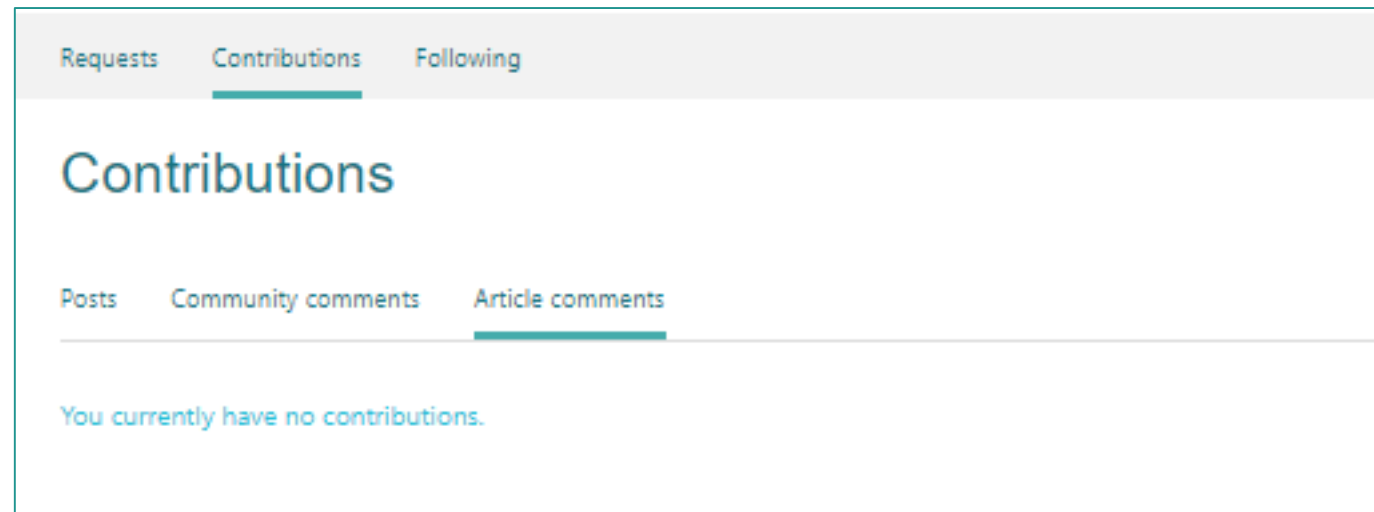 Requests Contributions Following
Contributions
Posts Community comments Article comments
You currently have no contributions.